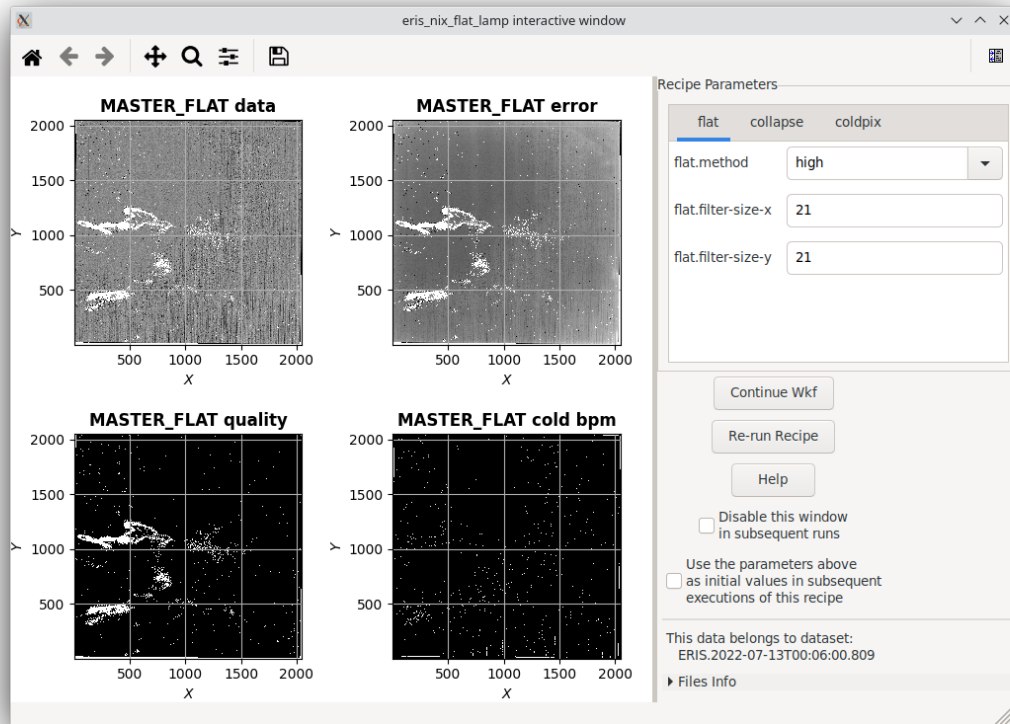 eris_nix_flat_lamp interactive window
MASTER_FLAT data
2000
1500
1000
500
Y
500 1000 1500 2000
X
MASTER_FLAT error
2000
1500
1000
500
Y
500 1000 1500 2000
X
MASTER_FLAT quality
2000
1500
1000
500
Y
500 1000 1500 2000
X
MASTER_FLAT cold bpm
2000
1500
1000
500
Y
500 1000 1500 2000
X
Recipe Parameters
flat collapse coldpix
flat.method high
flat.filter-size-x 21
flat.filter-size-y 21
Continue Wkf
Re-run Recipe
Help
Disable this window
in subsequent runs
Use the parameters above
as initial values in subsequent
executions of this recipe
This data belongs to dataset:
ERIS.2022-07-13T00:06:00.809
Files Info